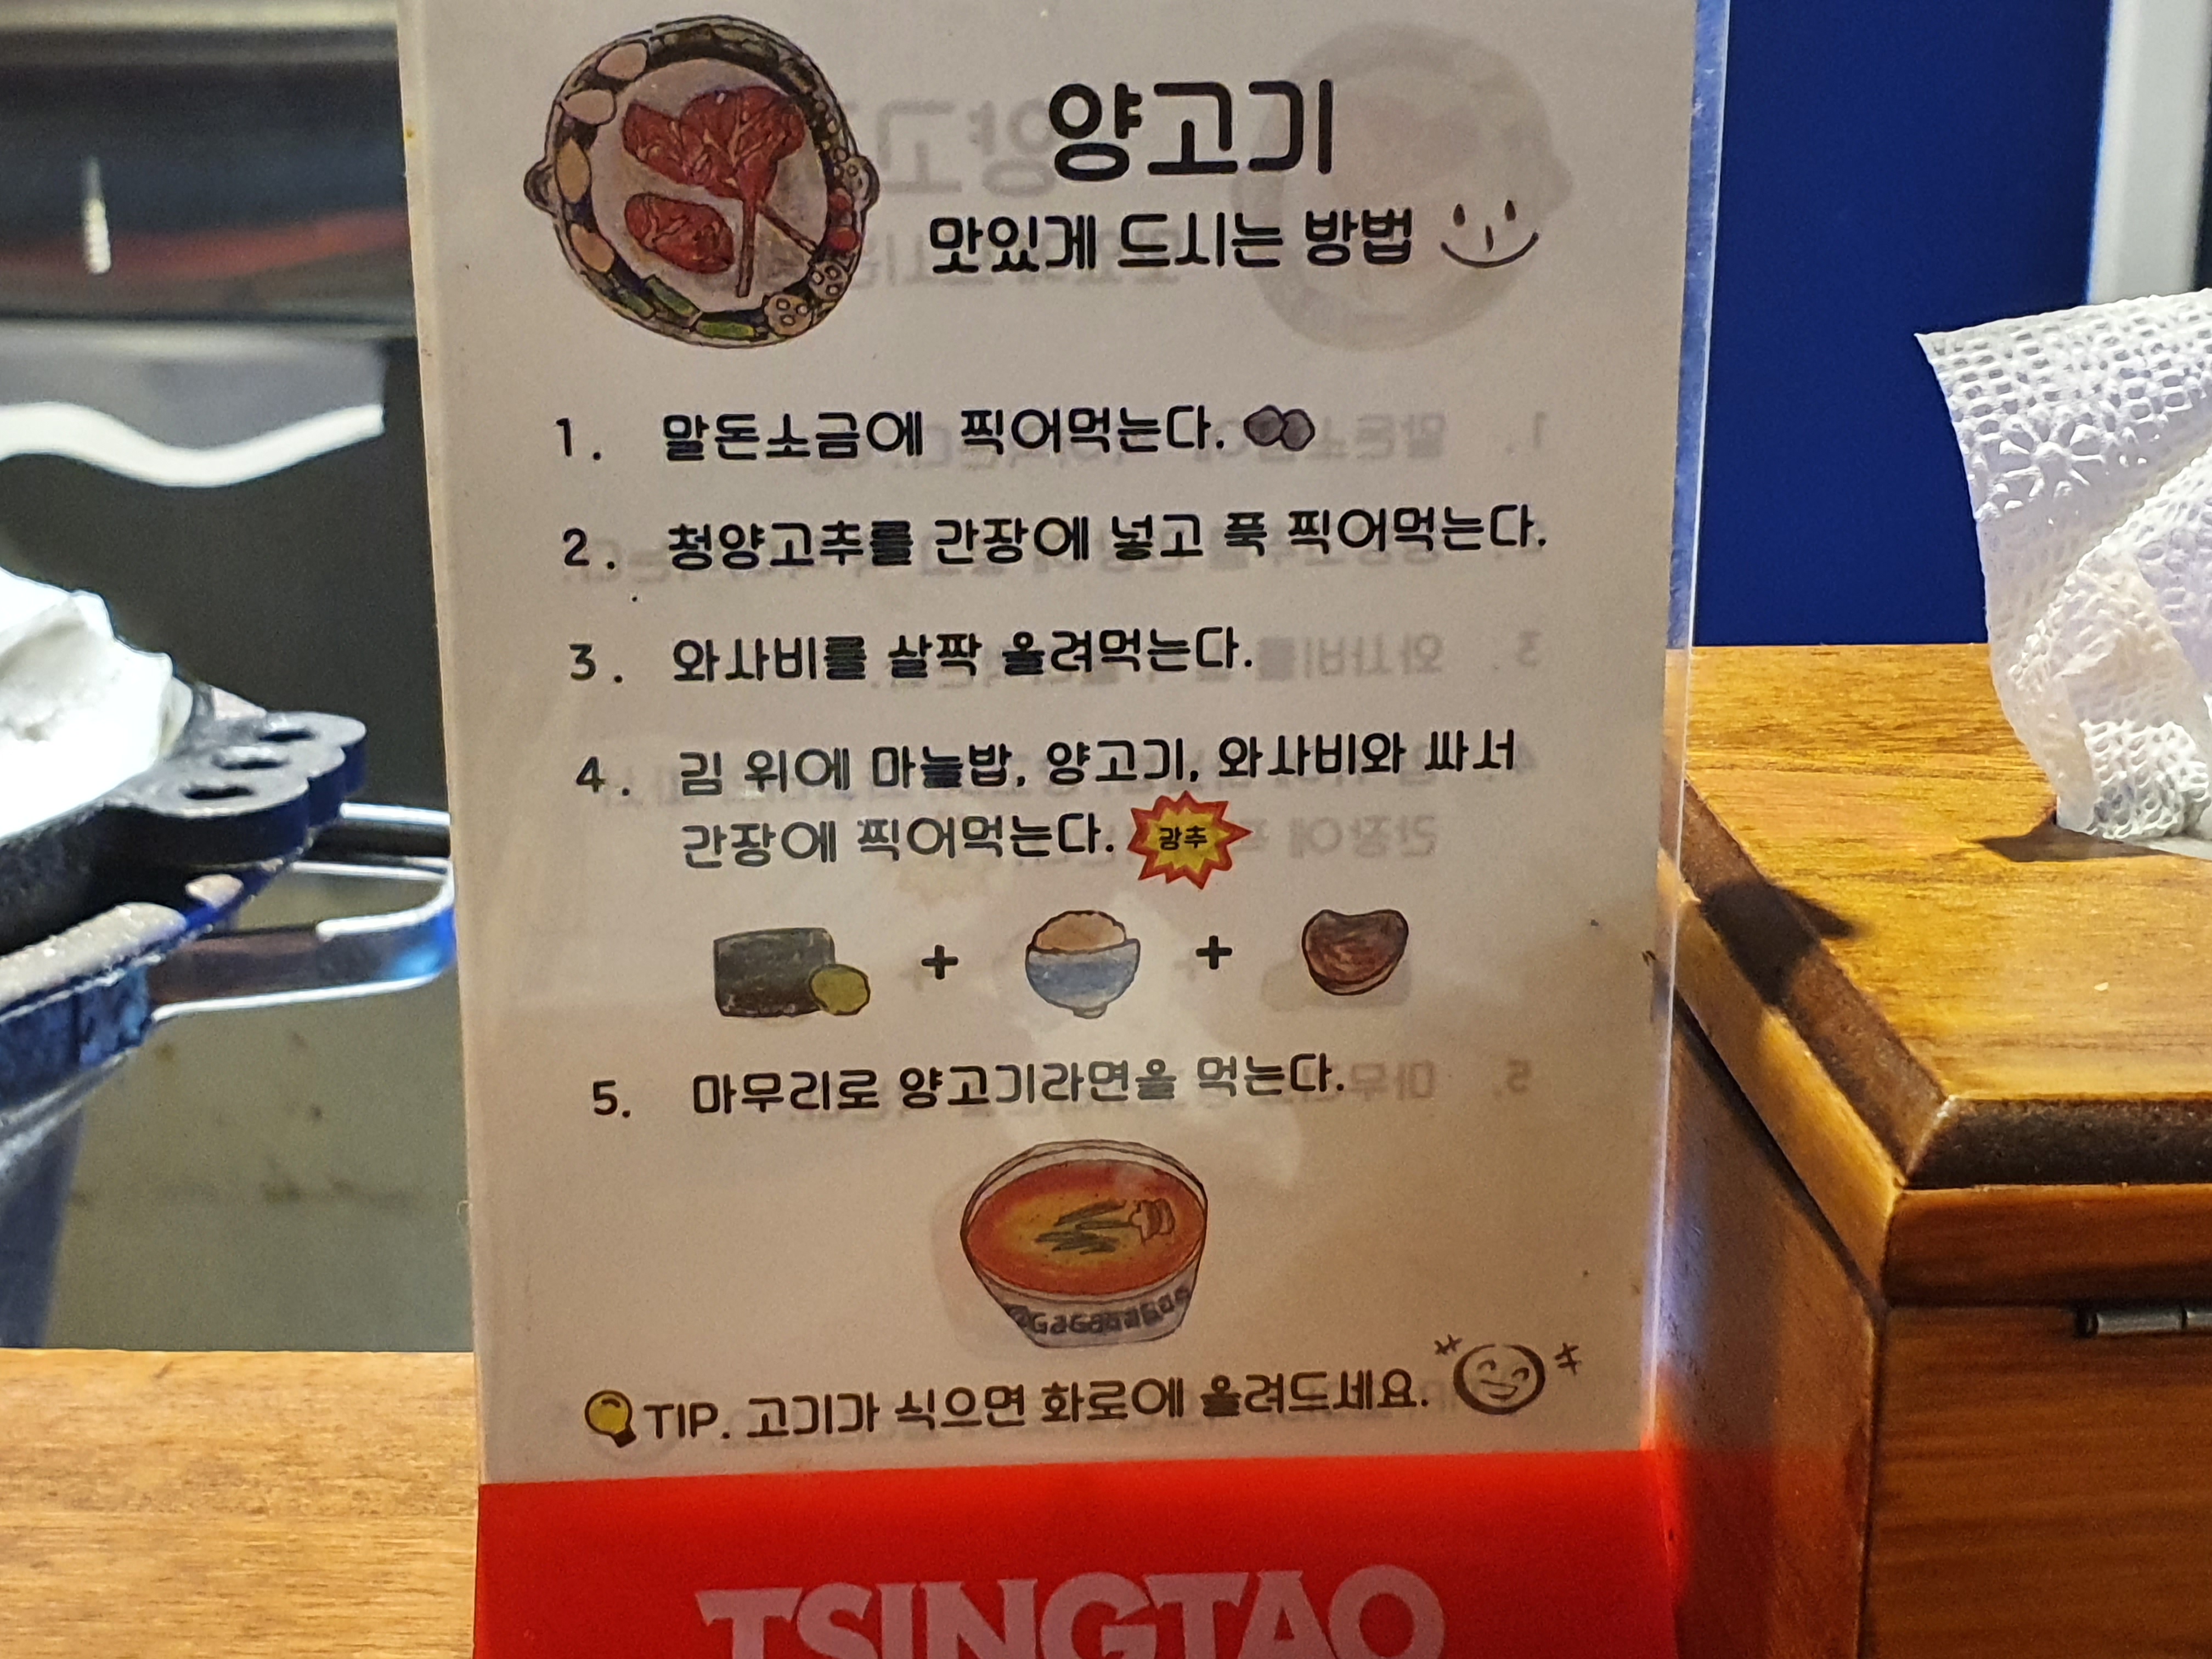 양고기
맛있게 드시는 방법
1. 말돈소금에 찍어먹는다.
2. 청양고추를 간장에 넣고 푹 찍어먹는다.
3. 와사비를 살짝 올려먹는다.
4. 김 위에 마늘밥, 양고기, 와사비와 싸서
간장에 찍어먹는다. 강추
+ +
5. 마무리로 양고기라면을 먹는다.
TIP. 고기가 식으면 화로에 올려드세요.
TSINGTAO